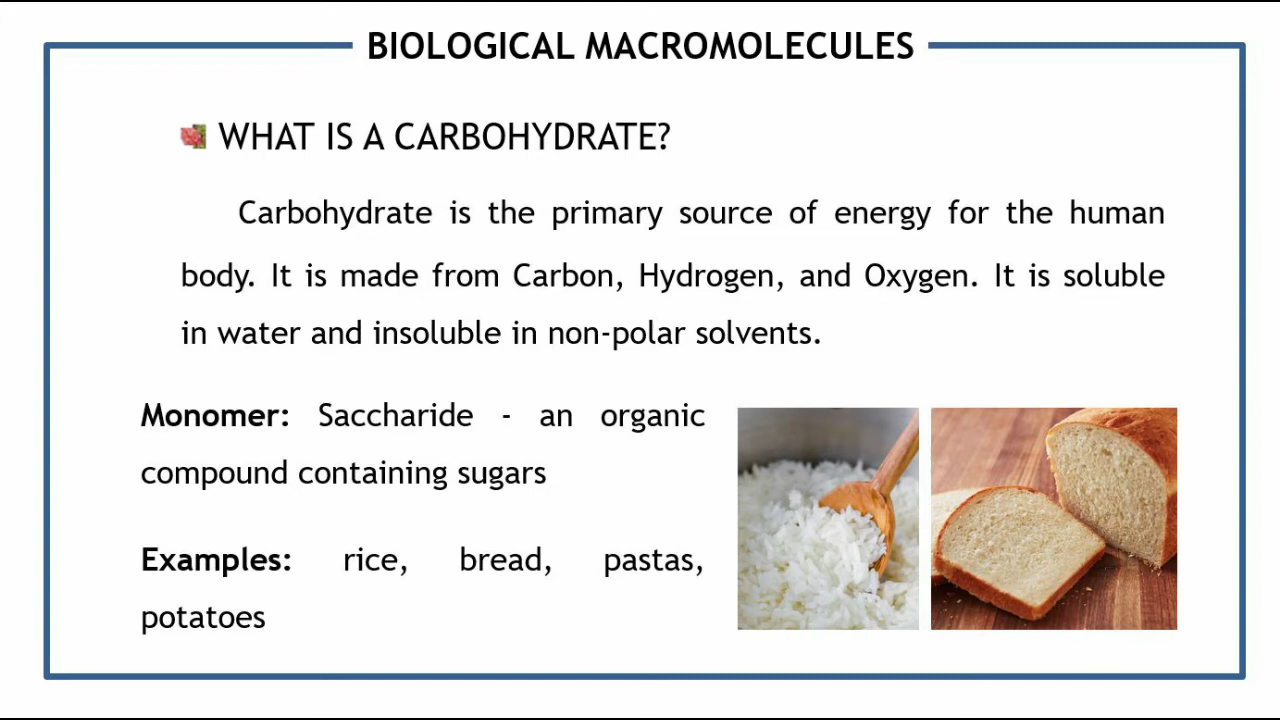 BIOLOGICAL MACROMOLECULES
WHAT IS A CARBOHYDRATE?
Carbohydrate is the primary source of energy for the human
body. It is made from Carbon, Hydrogen, and Oxygen. It is soluble
in water and insoluble in non-polar solvents.
Monomer: Saccharide - an organic
compound containing sugars
Examples: rice, bread, pastas,
potatoes